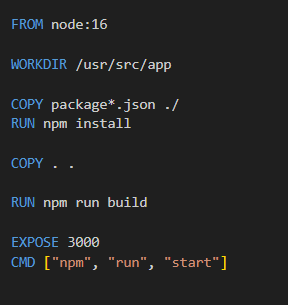 FROM node:16
WORKDIR /usr/src/app
COPY package*.json ./
RUN npm install
COPY . .
RUN npm run build
EXPOSE 3000
CMD ["npm", "run", "start"]